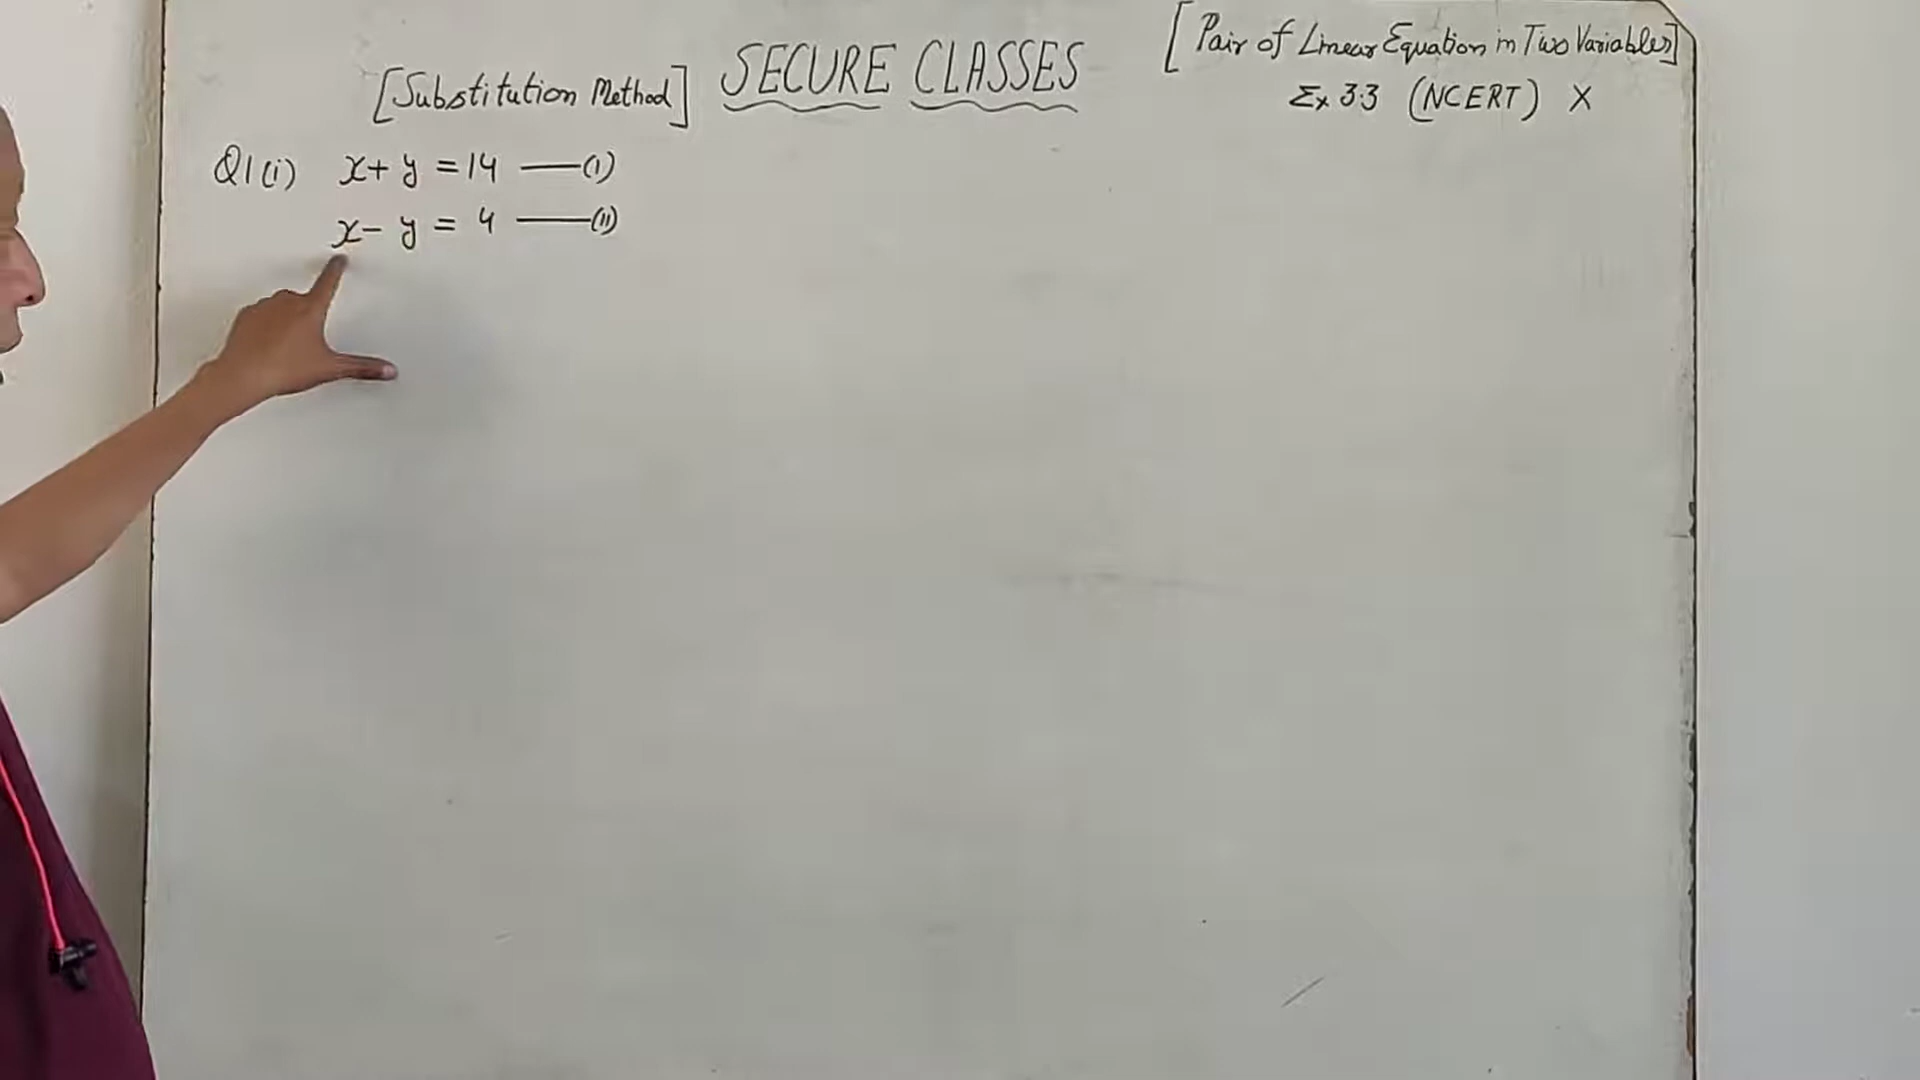 [Substitution Method] SECURE CLASSES
[Pair of Linear Equation in Two Variables]
Ex 3.3 (NCERT) X
Q1(i) x + y = 14 —(I)
x - y = 4 —(II)